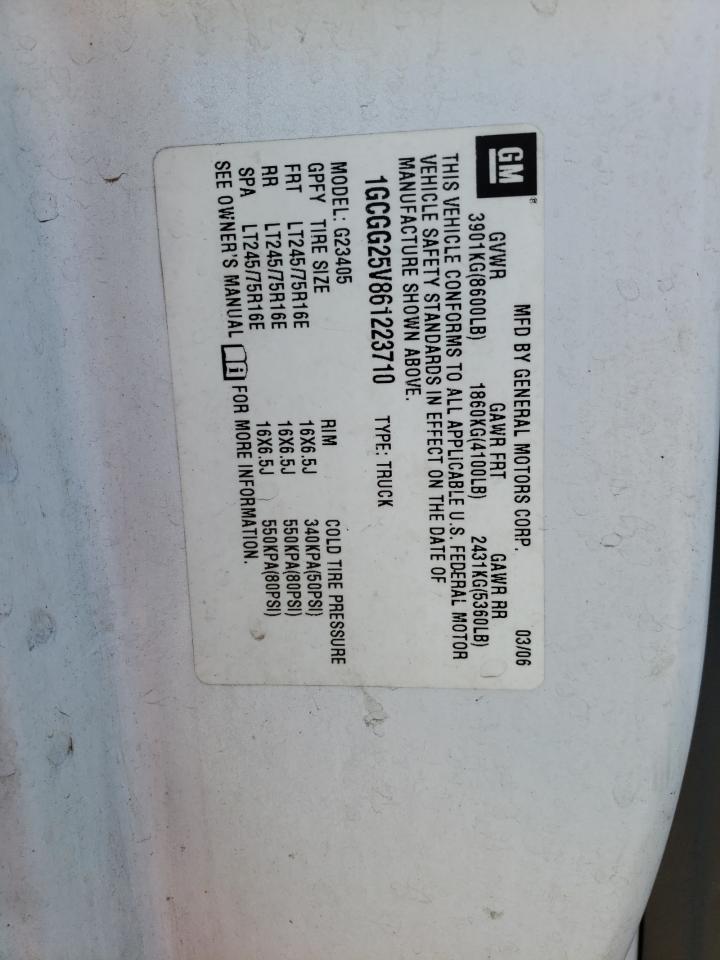 GM®
MFD BY GENERAL MOTORS CORP. 03/06
GVWR GAWR FRT GAWR RR
3901KG(8600LB) 1860KG(4100LB) 2431KG(5360LB)
THIS VEHICLE CONFORMS TO ALL APPLICABLE U.S. FEDERAL MOTOR
VEHICLE SAFETY STANDARDS IN EFFECT ON THE DATE OF
MANUFACTURE SHOWN ABOVE.
1GCGG25V861223710 TYPE: TRUCK
MODEL: G23405
GPFY TIRE SIZE RIM COLD TIRE PRESSURE
FRT LT245/75R16E 16X6.5J 340KPA(50PSI)
RR LT245/75R16E 16X6.5J 550KPA(80PSI)
SPA LT245/75R16E 16X6.5J 550KPA(80PSI)
SEE OWNER'S MANUAL i FOR MORE INFORMATION.